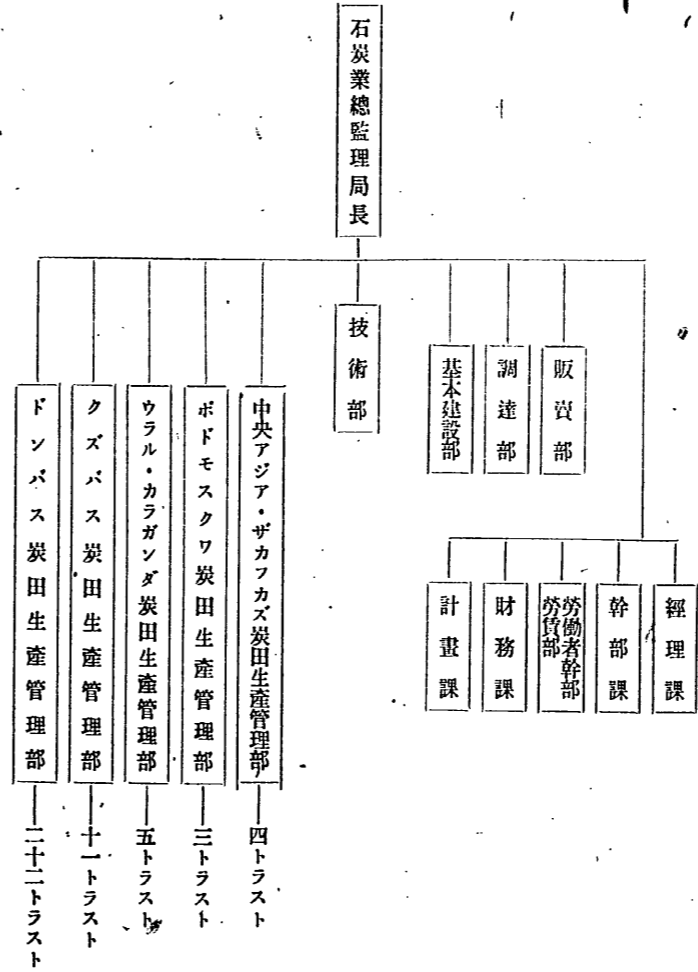 石炭業總監理局長
經理課
幹部課
勞働者幹部
勞賃部
財務課
計畫課
販賣部
調達部
基本建設部
技術部
中央アジア・ザカフカズ炭田生產管理部
四トラスト
ポドモスクワ炭田生產管理部
三トラスト
ウラル・カラガンダ炭田生產管理部
五トラスト
クズバス炭田生產管理部
十一トラスト
ドンバス炭田生產管理部
二十二トラスト